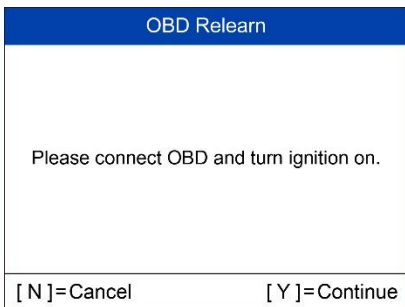 OBD Relearn
Please connect OBD and turn ignition on.
[ N ]=Cancel [ Y ]=Continue